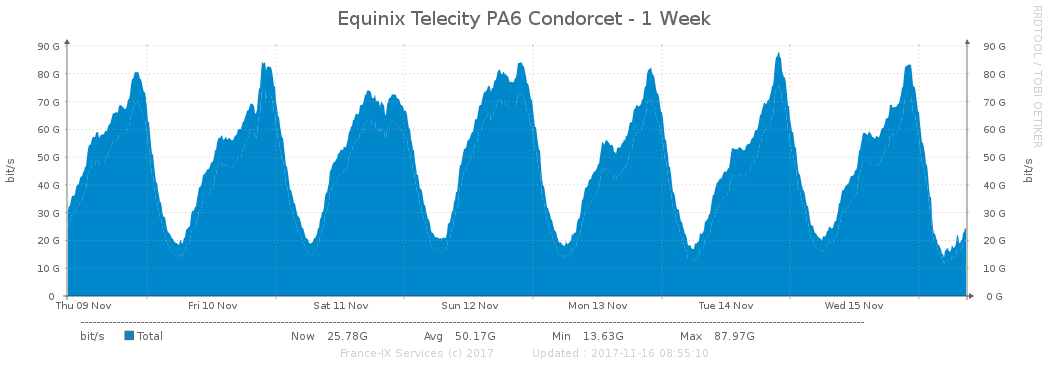 Equinix Telecity PA6 Condorcet - 1 Week
RRDTOOL / TOBI OETIKER
bit/s
90 G
80 G
70 G
60 G
50 G
40 G
30 G
20 G
10 G
0
90 G
80 G
70 G
60 G
50 G
40 G
30 G
20 G
10 G
0 G
bit/s
Thu 09 Nov Fri 10 Nov Sat 11 Nov Sun 12 Nov Mon 13 Nov Tue 14 Nov Wed 15 Nov
bit/s Total Now 25.78G Avg 50.17G Min 13.63G Max 87.97G
France-IX Services (c) 2017 Updated : 2017-11-16 08:55:10